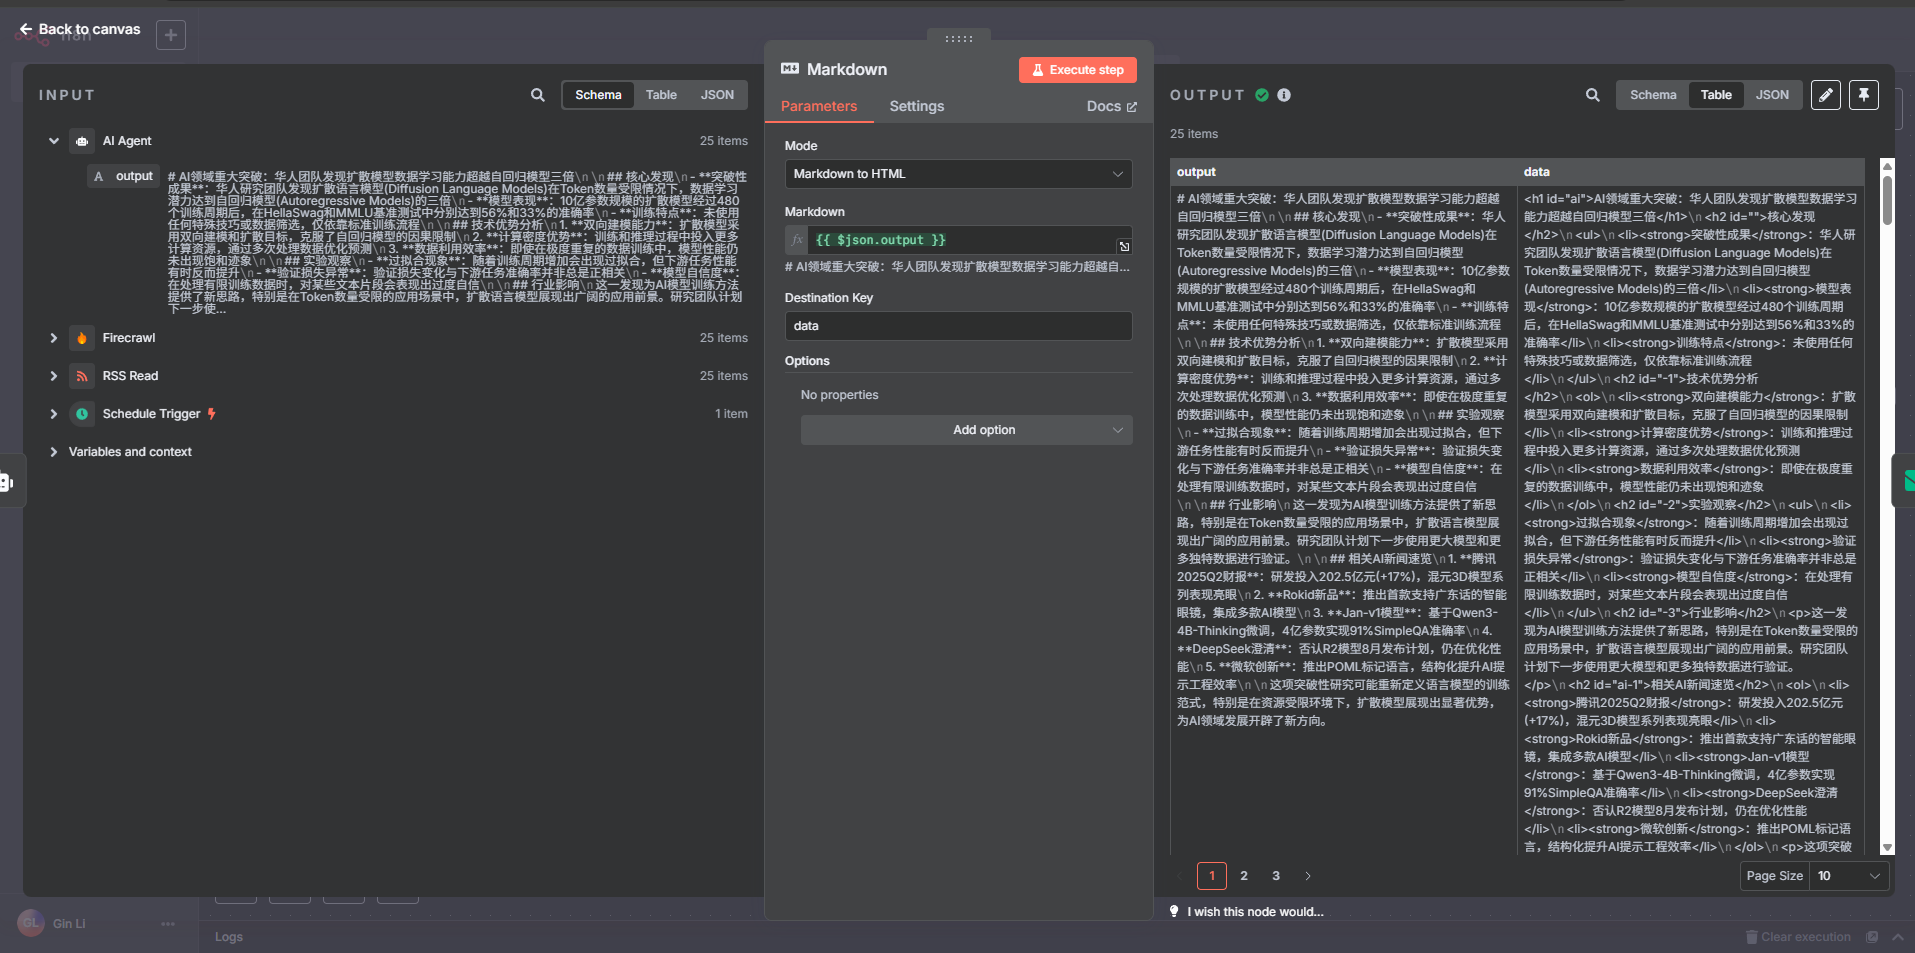 Back to canvas
n8n
INPUT
Schema
Table
JSON
AI Agent
25 items
A output
# AI领域重大突破：华人团队发现扩散模型数据学习能力超越自回归模型三倍\n \n ## 核心发现\n - **突破性
成果**：华人研究团队发现扩散语言模型(Diffusion Language Models)在Token数量受限情况下，数据学习
潜力达到自回归模型(Autoregressive Models)的三倍\n - **模型表现**：10亿参数规模的扩散模型经过480
个训练周期后，在HellaSwag和MMLU基准测试中分别达到56%和33%的准确率\n - **训练特点**：未使用
任何特殊技巧或数据筛选，仅依靠标准训练流程\n \n ## 技术优势分析\n 1. **双向建模能力**：扩散模型采
用双向建模和扩散目标，克服了自回归模型的因果限制\n 2. **计算密度优势**：训练和推理过程中投入更多
计算资源，通过多次处理数据优化预测\n 3. **数据利用效率**：即使在极度重复的数据训练中，模型性能仍
未出现饱和迹象\n \n ## 实验观察\n - **过拟合现象**：随着训练周期增加会出现过拟合，但下游任务性能
有时反而提升\n - **验证损失异常**：验证损失变化与下游任务准确率并非总是正相关\n - **模型自信度**：
在处理有限训练数据时，对某些文本片段会表现出过度自信\n \n ## 行业影响\n 这一发现为AI模型训练方法
提供了新思路，特别是在Token数量受限的应用场景中，扩散语言模型展现出广阔的应用前景。研究团队计划
下一步使...
Firecrawl
25 items
RSS Read
25 items
Schedule Trigger
1 item
Variables and context
GL
Gin Li
Logs
Markdown
Execute step
Parameters
Settings
Docs
Mode
Markdown to HTML
Markdown
fx
{{ $json.output }}
# AI领域重大突破：华人团队发现扩散模型数据学习能力超越自...
Destination Key
data
Options
No properties
Add option
OUTPUT
Schema
Table
JSON
25 items
output
# AI领域重大突破：华人团队发现扩散模型数据学习能力超越
自回归模型三倍\n \n ## 核心发现\n - **突破性成果**：华人
研究团队发现扩散语言模型(Diffusion Language Models)在
Token数量受限情况下，数据学习潜力达到自回归模型
(Autoregressive Models)的三倍\n - **模型表现**：10亿参数
规模的扩散模型经过480个训练周期后，在HellaSwag和
MMLU基准测试中分别达到56%和33%的准确率\n - **训练特
点**：未使用任何特殊技巧或数据筛选，仅依靠标准训练流程
\n \n ## 技术优势分析\n 1. **双向建模能力**：扩散模型采用
双向建模和扩散目标，克服了自回归模型的因果限制\n 2. **计
算密度优势**：训练和推理过程中投入更多计算资源，通过多
次处理数据优化预测\n 3. **数据利用效率**：即使在极度重复
的数据训练中，模型性能仍未出现饱和迹象\n \n ## 实验观察
\n - **过拟合现象**：随着训练周期增加会出现过拟合，但下
游任务性能有时反而提升\n - **验证损失异常**：验证损失变
化与下游任务准确率并非总是正相关\n - **模型自信度**：在
处理有限训练数据时，对某些文本片段会表现出过度自信
\n \n ## 行业影响\n 这一发现为AI模型训练方法提供了新思
路，特别是在Token数量受限的应用场景中，扩散语言模型展
现出广阔的应用前景。研究团队计划下一步使用更大模型和更
多独特数据进行验证。\n \n ## 相关AI新闻速览\n 1. **腾讯
2025Q2财报**：研发投入202.5亿元(+17%)，混元3D模型系
列表现亮眼\n 2. **Rokid新品**：推出首款支持广东话的智能
眼镜，集成多款AI模型\n 3. **Jan-v1模型**：基于Qwen3-
4B-Thinking微调，4亿参数实现91%SimpleQA准确率\n 4.
**DeepSeek澄清**：否认R2模型8月发布计划，仍在优化性
能\n 5. **微软创新**：推出POML标记语言，结构化提升AI提
示工程效率\n \n 这项突破性研究可能重新定义语言模型的训练
范式，特别是在资源受限环境下，扩散模型展现出显著优势，
为AI领域发展开辟了新方向。
data
<h1 id="ai">AI领域重大突破：华人团队发现扩散模型数据学习
能力超越自回归模型三倍</h1>\n <h2 id="">核心发现
</h2>\n <ul>\n <li><strong>突破性成果</strong>：华人研
究团队发现扩散语言模型(Diffusion Language Models)在
Token数量受限情况下，数据学习潜力达到自回归模型
(Autoregressive Models)的三倍</li>\n <li><strong>模型表
现</strong>：10亿参数规模的扩散模型经过480个训练周期
后，在HellaSwag和MMLU基准测试中分别达到56%和33%的
准确率</li>\n <li><strong>训练特点</strong>：未使用任何
特殊技巧或数据筛选，仅依靠标准训练流程
</li>\n </ul>\n <h2 id="-1">技术优势分析
</h2>\n <ol>\n <li><strong>双向建模能力</strong>：扩散
模型采用双向建模和扩散目标，克服了自回归模型的因果限制
</li>\n <li><strong>计算密度优势</strong>：训练和推理过
程中投入更多计算资源，通过多次处理数据优化预测
</li>\n <li><strong>数据利用效率</strong>：即使在极度重
复的数据训练中，模型性能仍未出现饱和迹象
</li>\n </ol>\n <h2 id="-2">实验观察</h2>\n <ul>\n <li>
<strong>过拟合现象</strong>：随着训练周期增加会出现过
拟合，但下游任务性能有时反而提升</li>\n <li><strong>验证
损失异常</strong>：验证损失变化与下游任务准确率并非总是
正相关</li>\n <li><strong>模型自信度</strong>：在处理有
限训练数据时，对某些文本片段会表现出过度自信
</li>\n </ul>\n <h2 id="-3">行业影响</h2>\n <p>这一发
现为AI模型训练方法提供了新思路，特别是在Token数量受限的
应用场景中，扩散语言模型展现出广阔的应用前景。研究团队
计划下一步使用更大模型和更多独特数据进行验证。
</p>\n <h2 id="ai-1">相关AI新闻速览</h2>\n <ol>\n <li>
<strong>腾讯2025Q2财报</strong>：研发投入202.5亿元
(+17%)，混元3D模型系列表现亮眼</li>\n <li>
<strong>Rokid新品</strong>：推出首款支持广东话的智能眼
镜，集成多款AI模型</li>\n <li><strong>Jan-v1模型
</strong>：基于Qwen3-4B-Thinking微调，4亿参数实现
91%SimpleQA准确率</li>\n <li><strong>DeepSeek澄清
</strong>：否认R2模型8月发布计划，仍在优化性能
</li>\n <li><strong>微软创新</strong>：推出POML标记语
言，结构化提升AI提示工程效率</li>\n </ol>\n <p>这项突破
1
2
3
Page Size
10
I wish this node would...
Clear execution